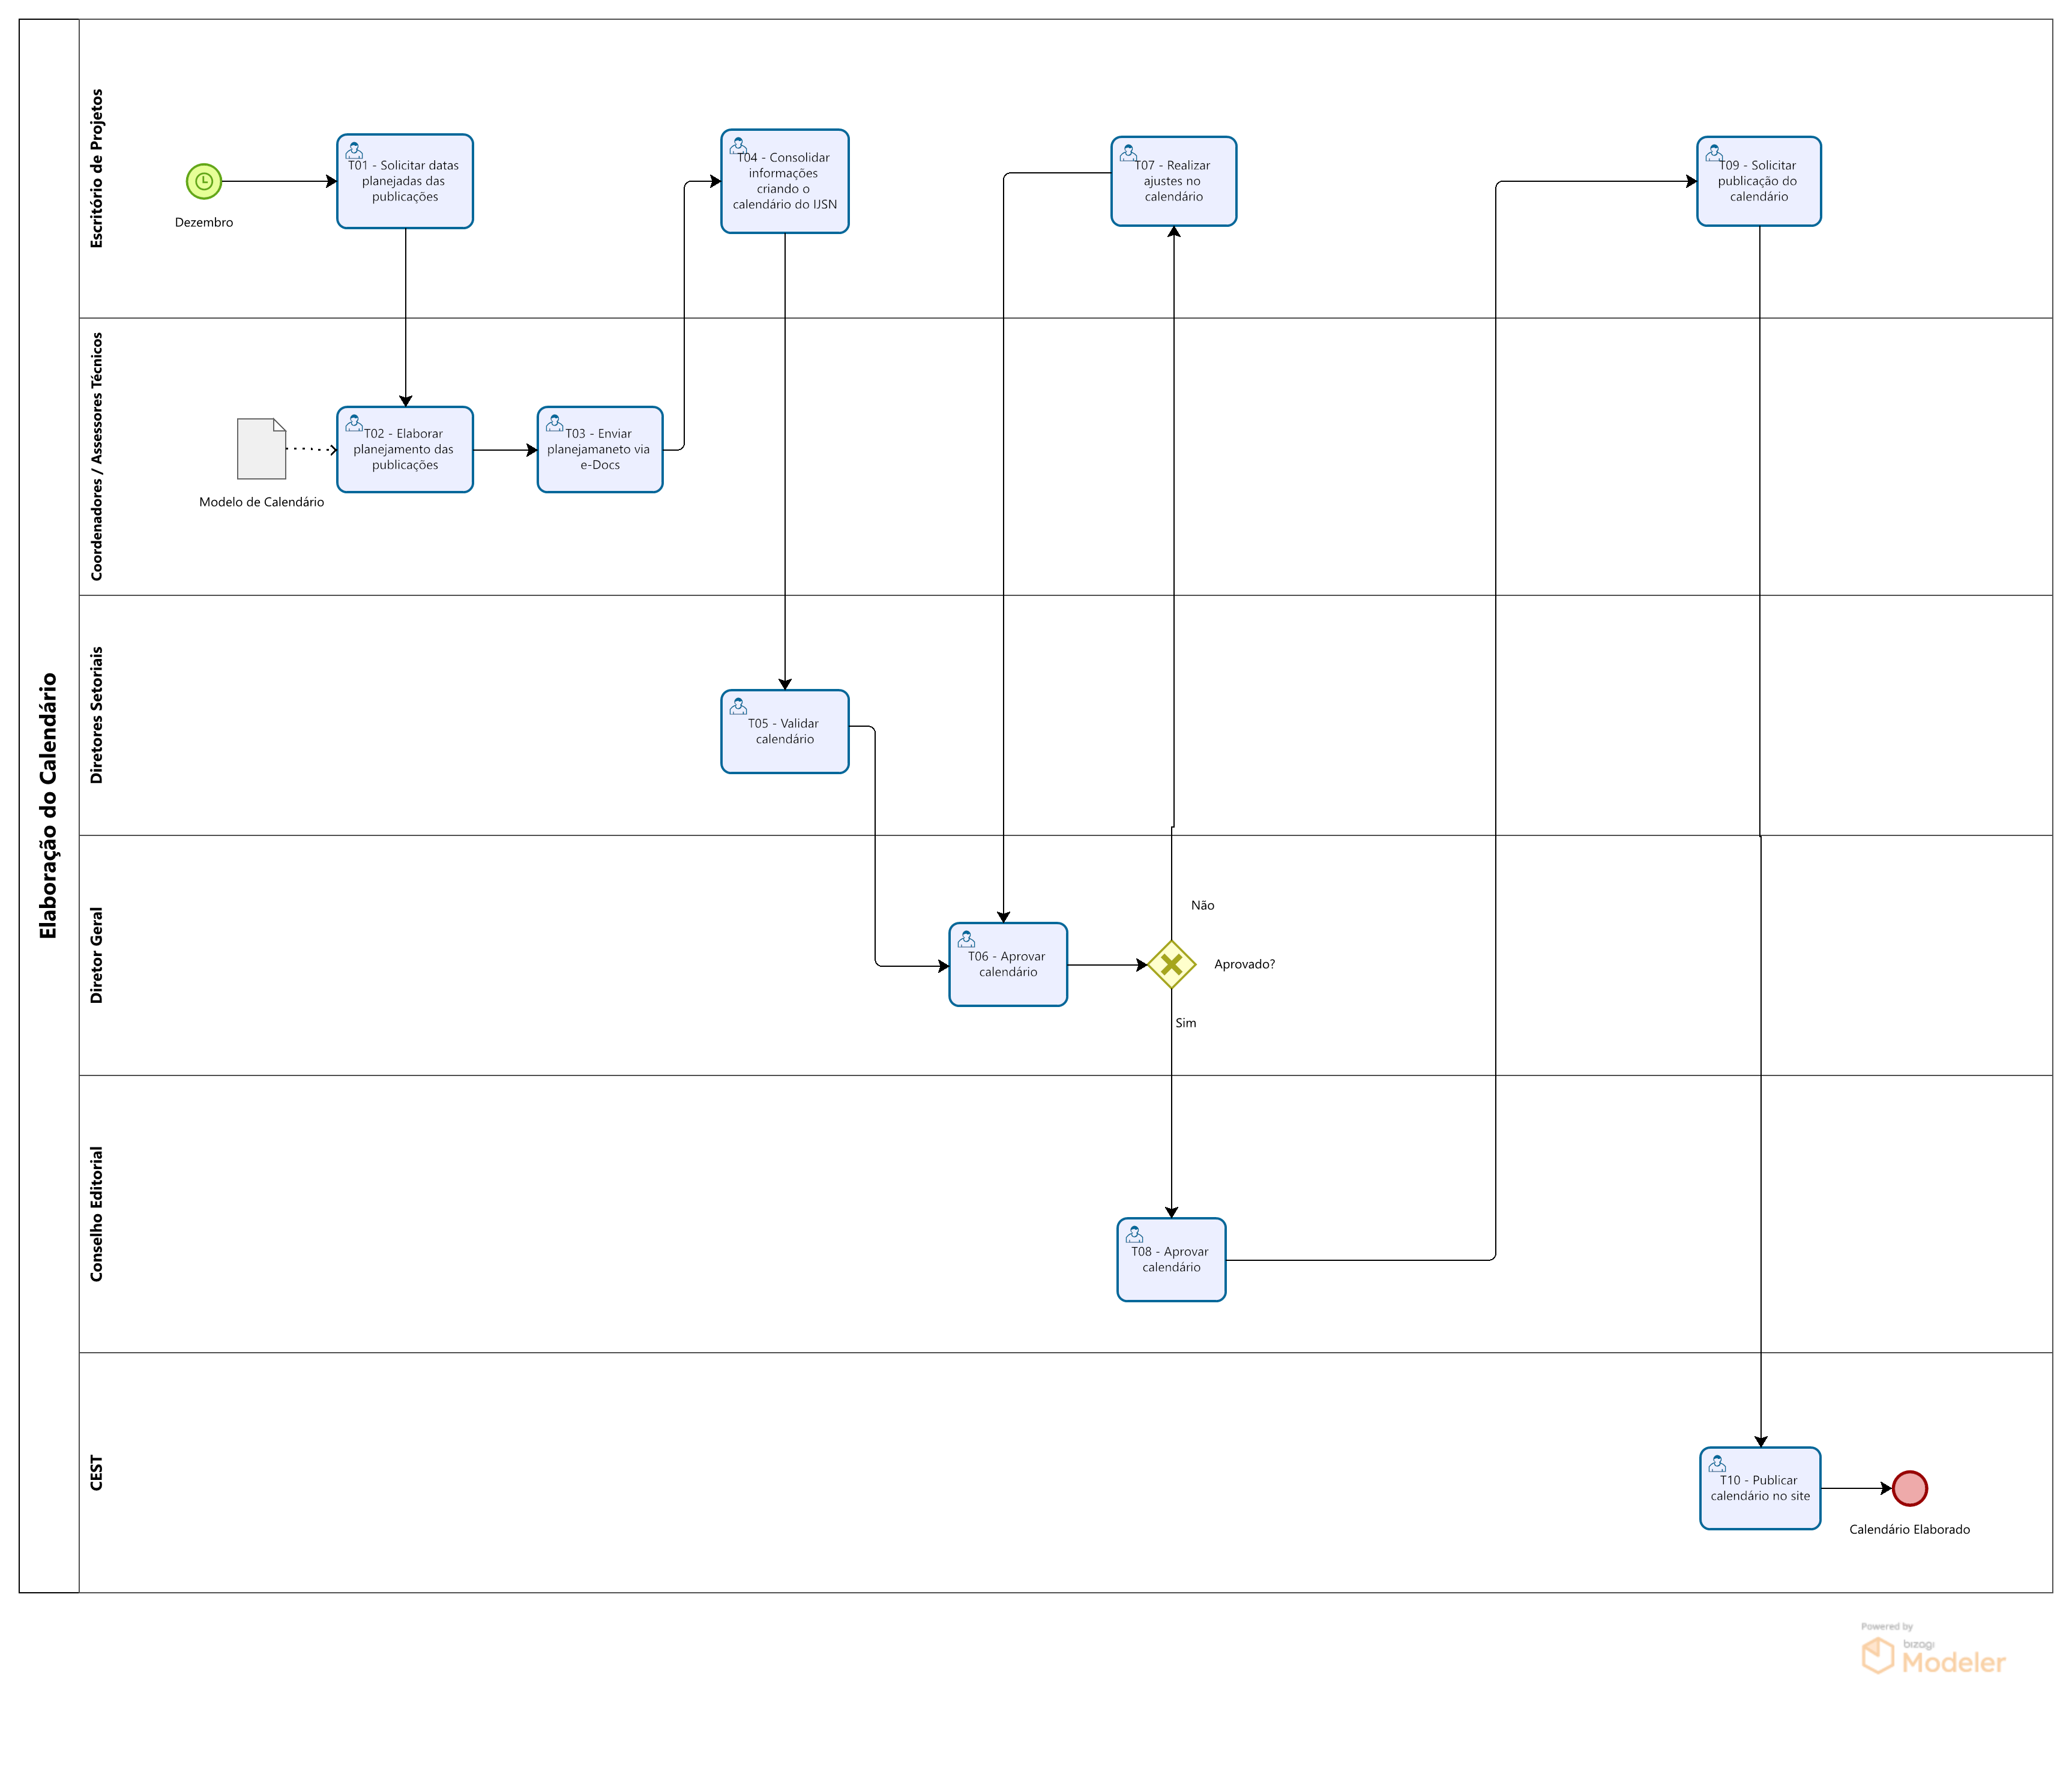 Elaboração do Calendário
Escritório de Projetos
Dezembro
T01 - Solicitar datas
planejadas das
publicações
T04 - Consolidar
informações
criando o
calendário do IJSN
T07 - Realizar
ajustes no
calendário
T09 - Solicitar
publicação do
calendário
Coordenadores / Assessores Técnicos
Modelo de Calendário
T02 - Elaborar
planejamento das
publicações
T03 - Enviar
planejamaneto via
e-Docs
Diretores Setoriais
T05 - Validar
calendário
Diretor Geral
T06 - Aprovar
calendário
Não
Aprovado?
Sim
Conselho Editorial
T08 - Aprovar
calendário
CEST
T10 - Publicar
calendário no site
Calendário Elaborado
Powered by
bizagi
Modeler